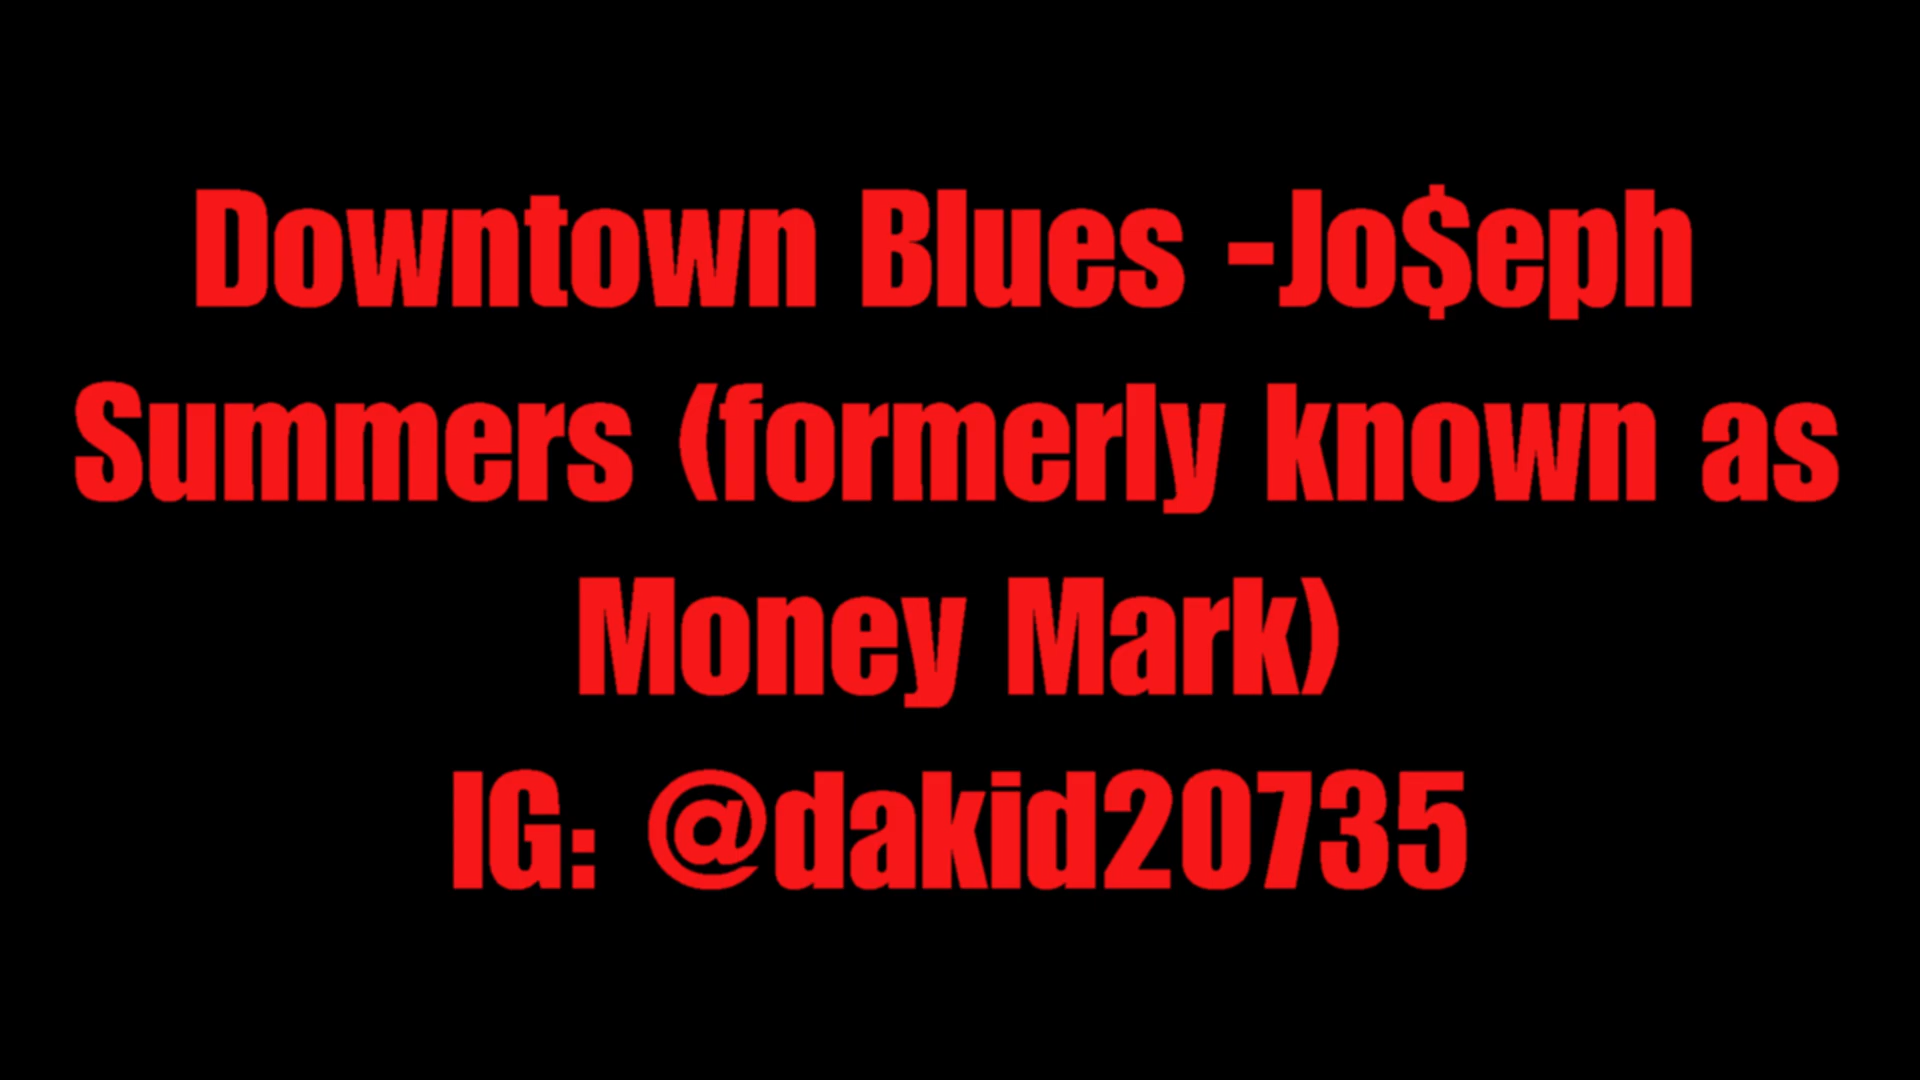 Downtown Blues -Jo$eph
Summers (formerly known as
Money Mark)
IG: @dakid20735